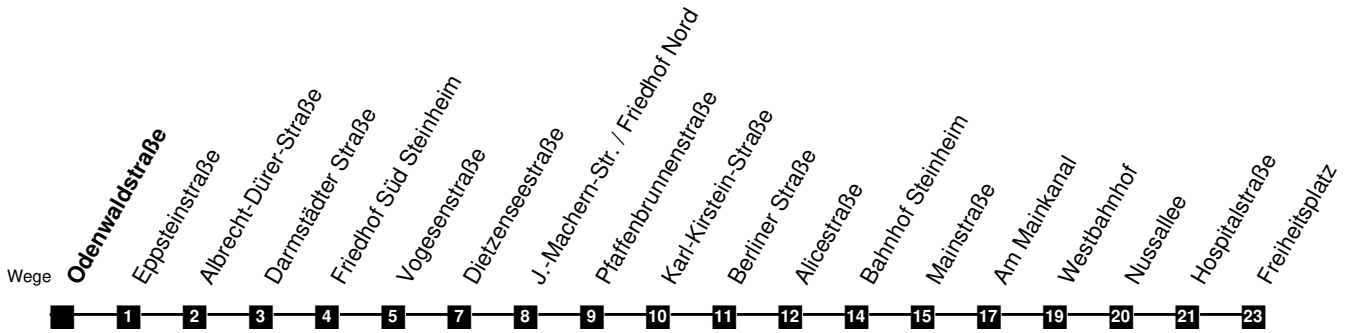 Wege
Odenwaldstraße
Eppsteinstraße
Albrecht-Dürer-Straße
Darmstädter Straße
Friedhof Süd Steinheim
Vogesenstraße
Dietzenseestraße
J.-Machern-Str. / Friedhof Nord
Pfaffenbrunnenstraße
Karl-Kirstein-Straße
Berliner Straße
Alicestraße
Bahnhof Steinheim
Mainstraße
Am Mainkanal
Westbahnhof
Nussallee
Hospitalstraße
Freiheitsplatz
1 2 3 4 5 7 8 9 10 11 12 14 15 17 19 20 21 23